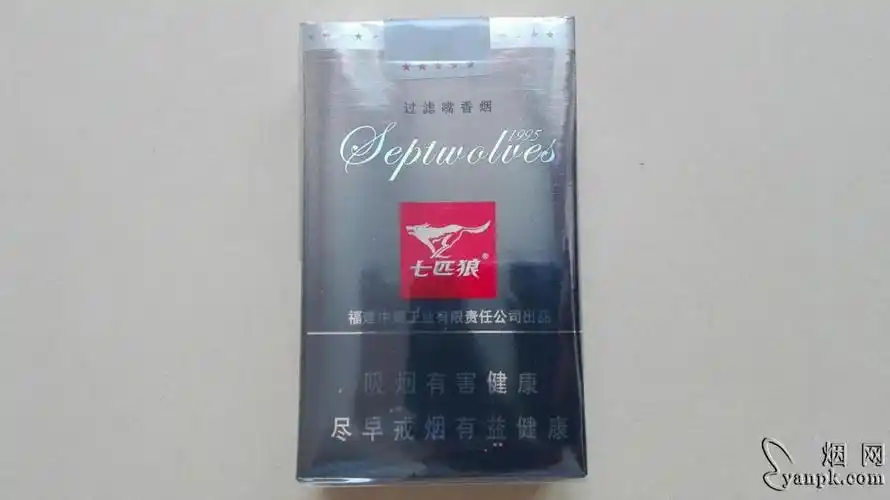 过滤嘴香烟
1995
Septwolves
七匹狼®
福建中烟工业有限责任公司出品
吸烟有害健康
尽早戒烟有益健康
烟网
yanpk.com